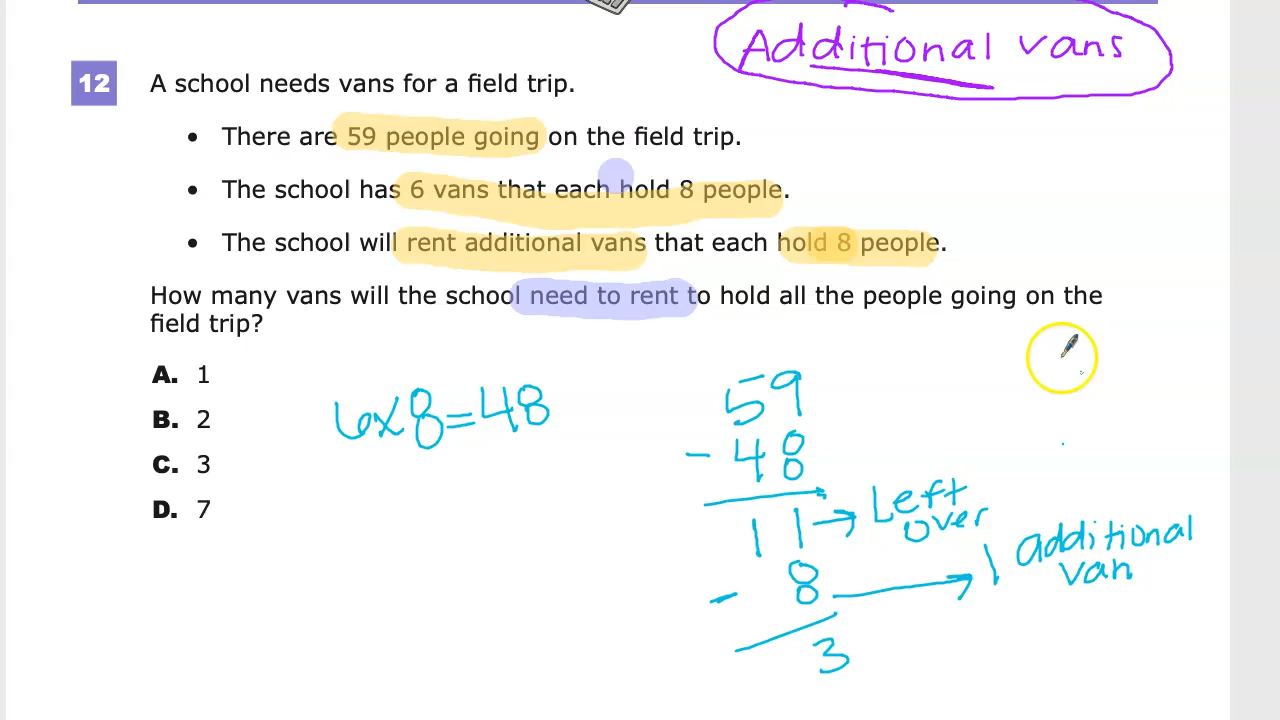 Additional vans
12 A school needs vans for a field trip.
• There are 59 people going on the field trip.
• The school has 6 vans that each hold 8 people.
• The school will rent additional vans that each hold 8 people.
How many vans will the school need to rent to hold all the people going on the
field trip?
A. 1
B. 2
C. 3
D. 7
6x8=48
59
- 48
11 → Left
over
- 8 → 1 additional
van
3